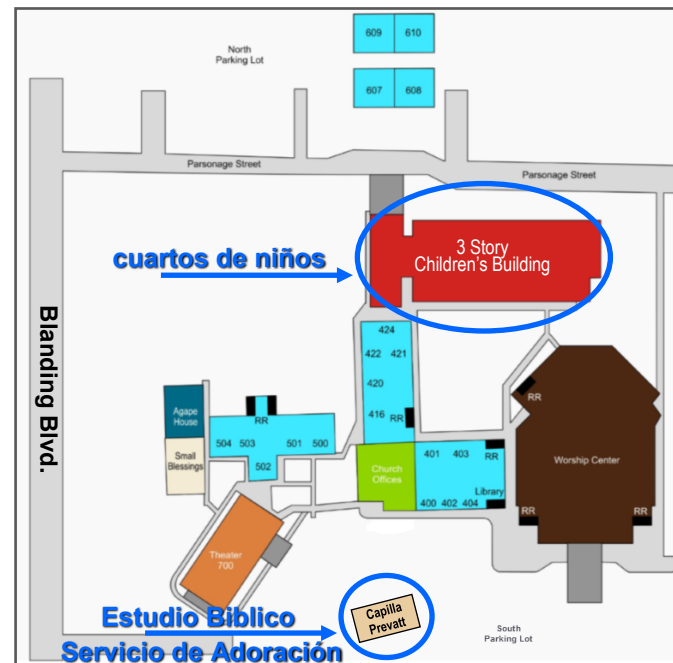 609 610
North
Parking Lot
607 608
Parsonage Street
Parsonage Street
3 Story
Children's Building
cuartos de niños
Blanding Blvd.
424
422 421
420
416 RR
RR
Agape
House
RR
504 503 501 500
502
Small
Blessings
Church
Offices
401 403
RR
Library
400 402 404
Worship Center
RR
RR
Theater
700
Estudio Biblico
Servicio de Adoración
Capilla
Prevatt
South
Parking Lot